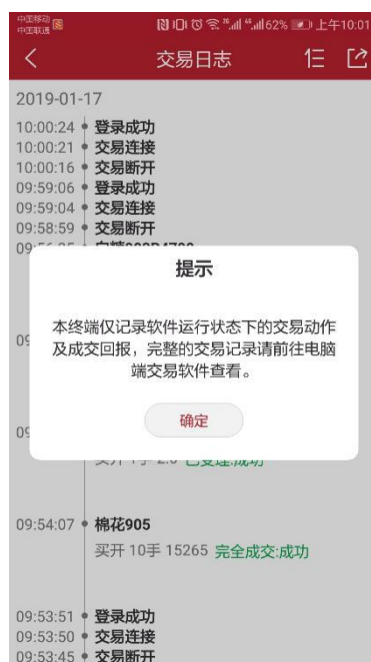 中国移动
中国联通
62% 上午10:01
交易日志
2019-01-17
10:00:24 登录成功
10:00:21 交易连接
10:00:16 交易断开
09:59:06 登录成功
09:59:04 交易连接
09:58:59 交易断开
提示
本终端仅记录软件运行状态下的交易动作
及成交回报，完整的交易记录请前往电脑
端交易软件查看。
确定
09:54:07 棉花905
买开 10手 15265 完全成交:成功
09:53:51 登录成功
09:53:50 交易连接
09:53:45 交易断开